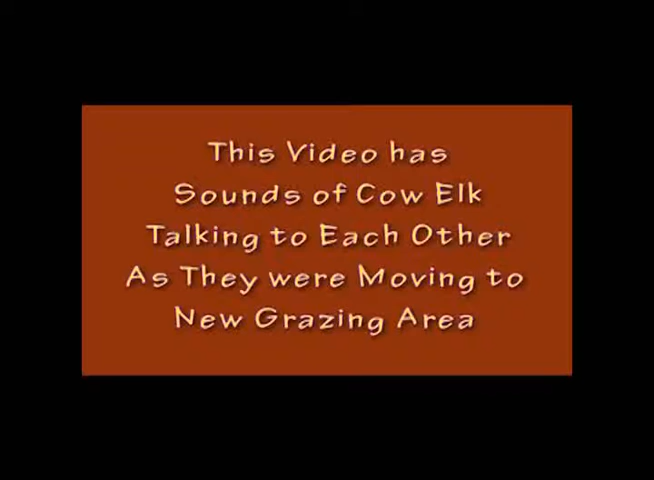 This Video has
Sounds of Cow Elk
Talking to Each Other
As They were Moving to
New Grazing Area